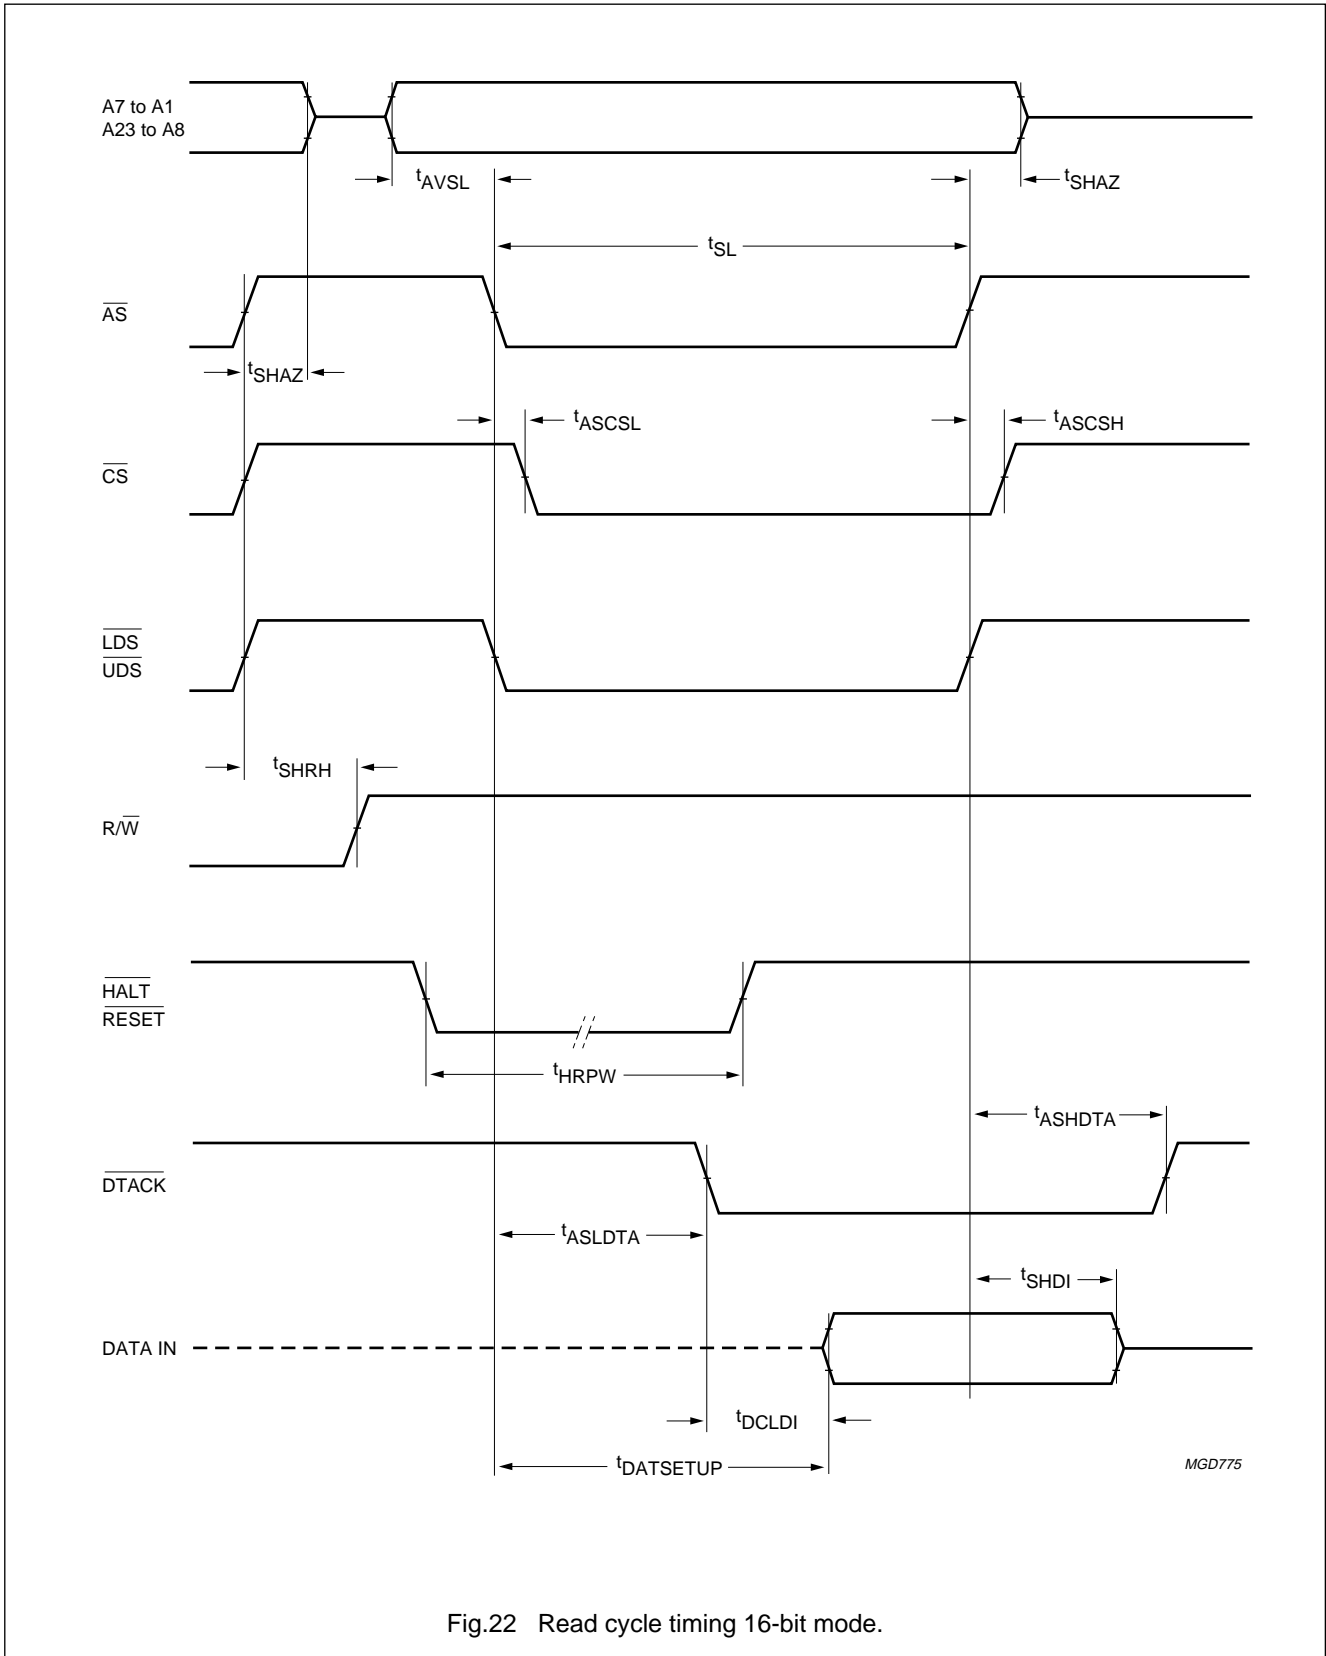 A7 to A1
A23 to A8
tAVSL
tSHAZ
tSL
AS
tSHAZ
tASCSL
tASCSH
CS
LDS
UDS
tSHRH
R/W
HALT
RESET
tHRPW
tASHDTA
DTACK
tASLDTA
tSHDI
DATA IN
tDCLDI
tDATSETUP
MGD775
Fig.22 Read cycle timing 16-bit mode.